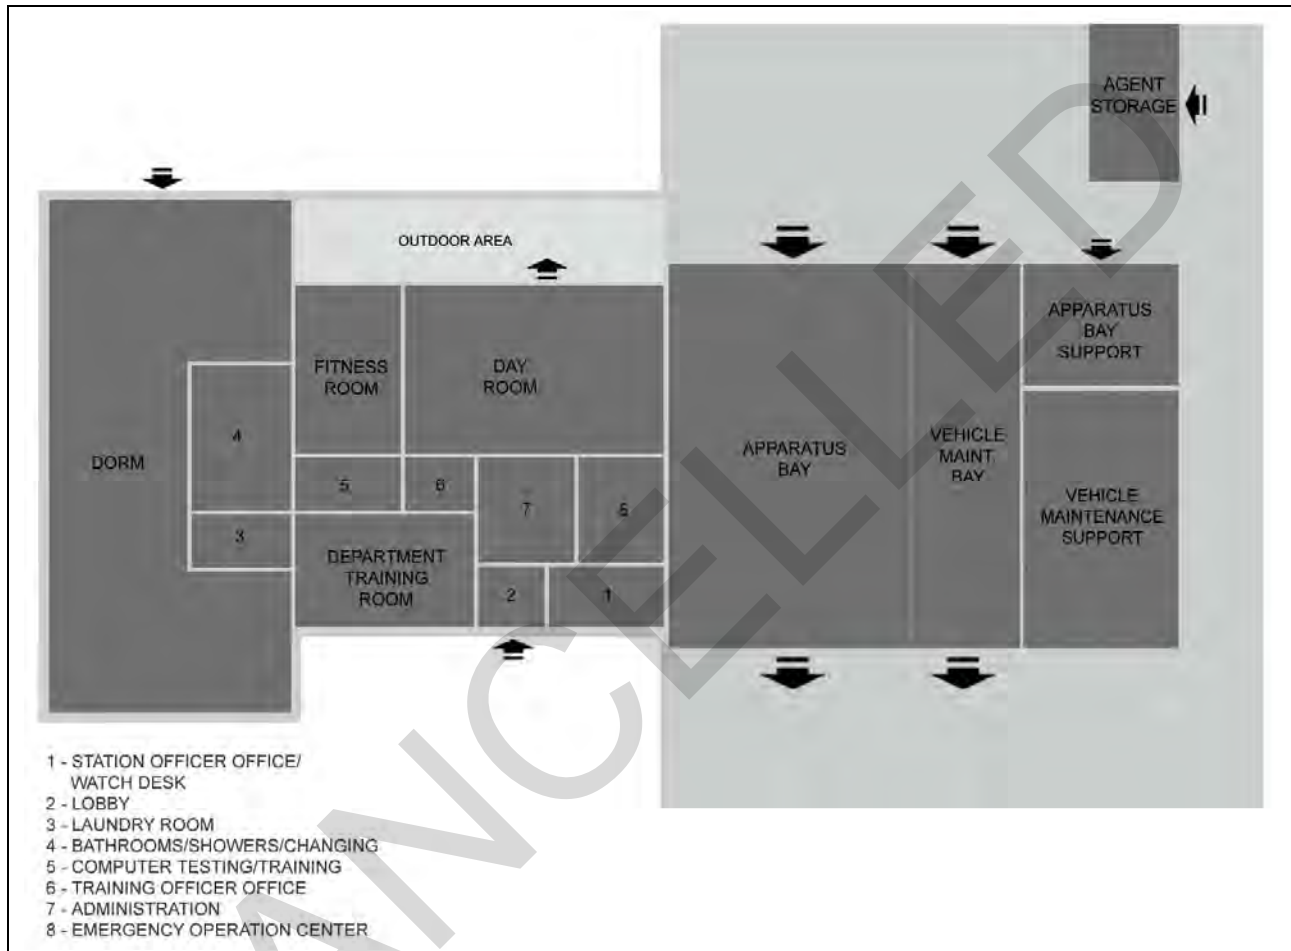 AGENT
STORAGE
OUTDOOR AREA
APPARATUS
BAY
SUPPORT
FITNESS
ROOM
DAY
ROOM
DORM
4
APPARATUS
BAY
VEHICLE
MAINT.
BAY
5
6
7
8
VEHICLE
MAINTENANCE
SUPPORT
3
DEPARTMENT
TRAINING
ROOM
2
1
1 - STATION OFFICER OFFICE/
WATCH DESK
2 - LOBBY
3 - LAUNDRY ROOM
4 - BATHROOMS/SHOWERS/CHANGING
5 - COMPUTER TESTING/TRAINING
6 - TRAINING OFFICER OFFICE
7 - ADMINISTRATION
8 - EMERGENCY OPERATION CENTER
CANCELLED